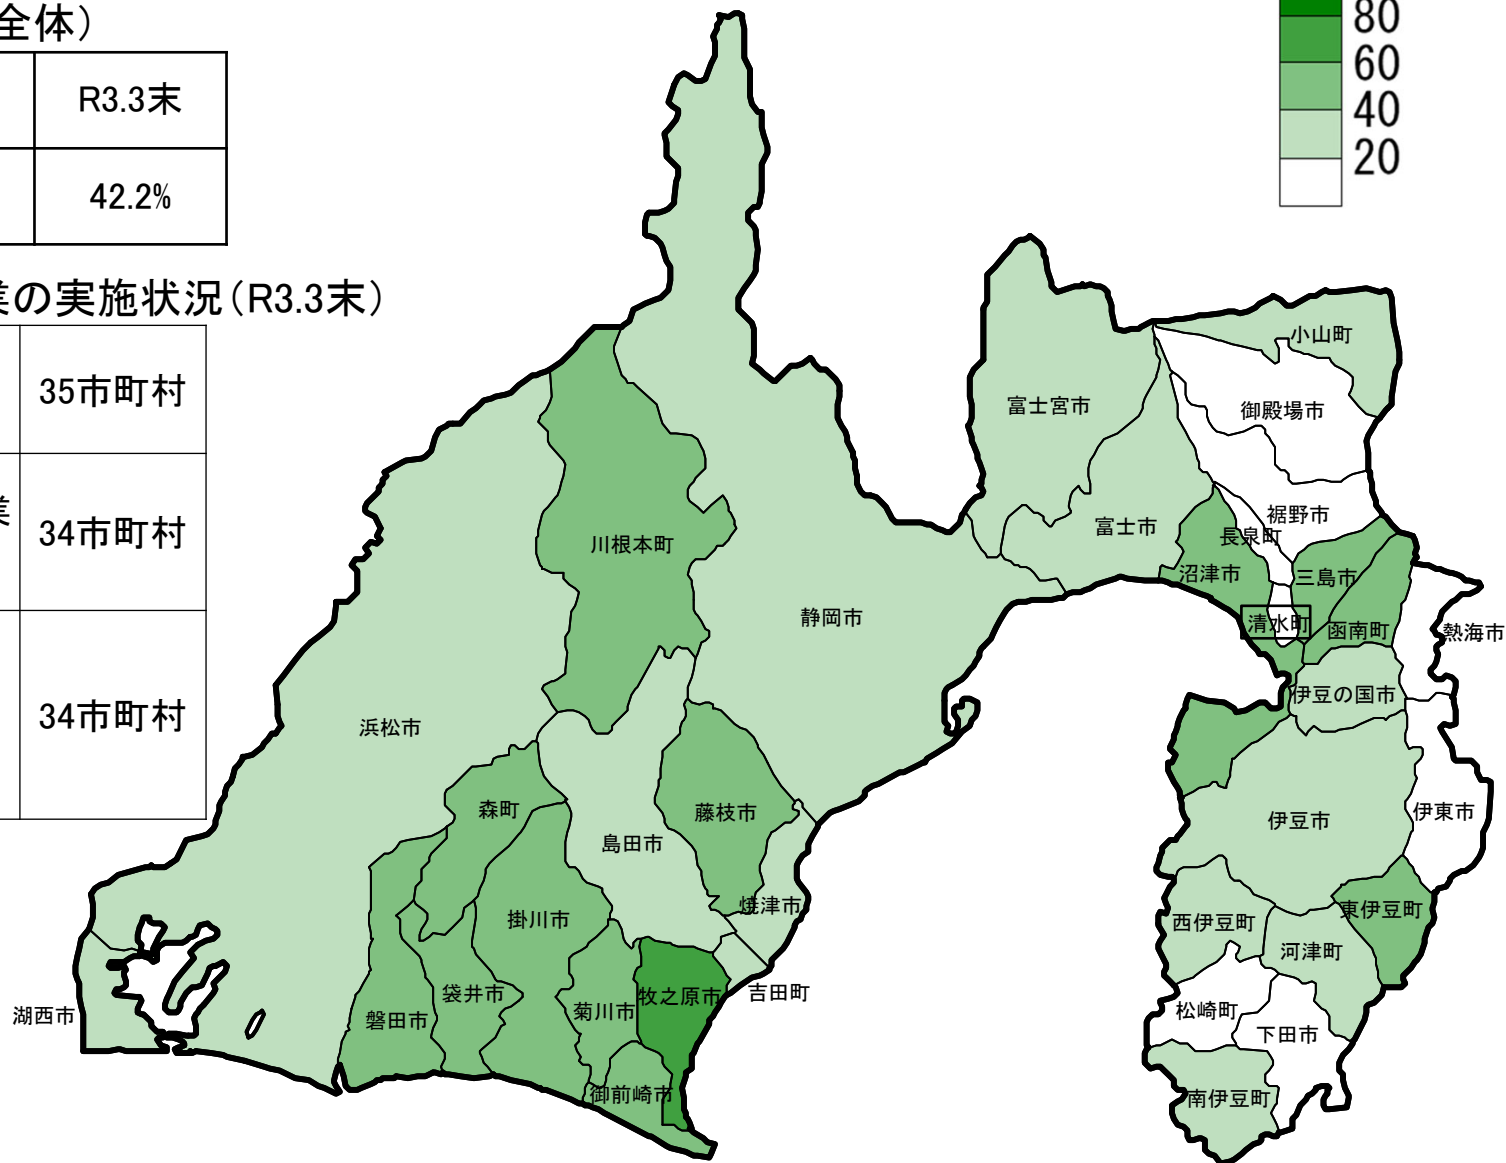 全体）
R3.3末
42.2%
業の実施状況（R3.3末）
35市町村
業
34市町村
34市町村
80
60
40
20
小山町
御殿場市
富士宮市
裾野市
富士市
長泉町
川根本町
沼津市
三島市
静岡市
清水町
函南町
熱海市
伊豆の国市
浜松市
森町
藤枝市
伊東市
伊豆市
島田市
焼津市
東伊豆町
掛川市
西伊豆町
河津町
袋井市
牧之原市
吉田町
湖西市
磐田市
菊川市
松崎町
下田市
御前崎市
南伊豆町